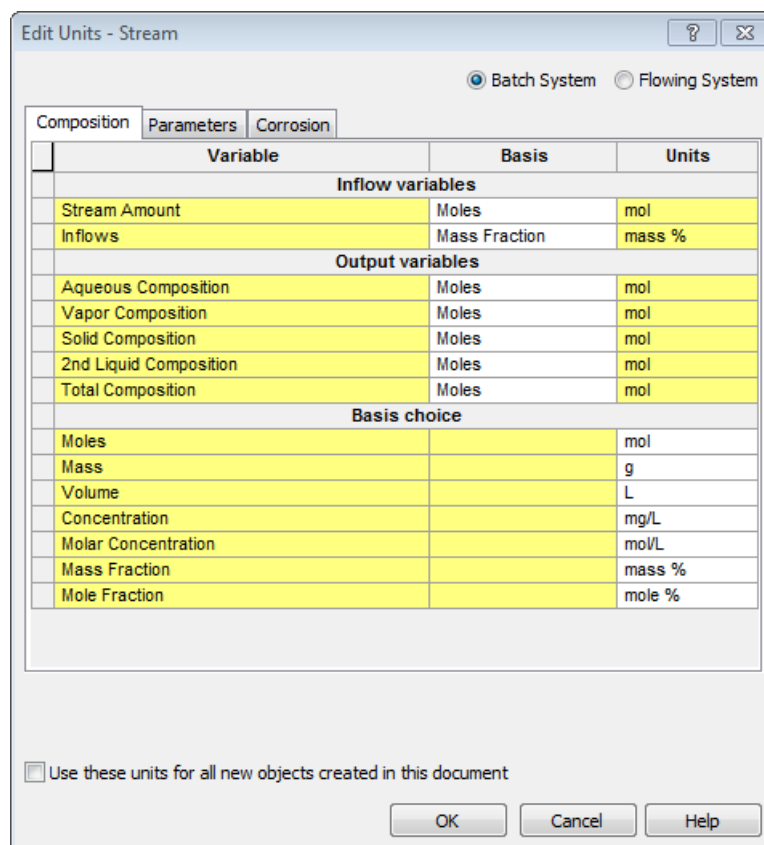 Edit Units - Stream
Batch System Flowing System
Composition Parameters Corrosion
Variable Basis Units
Inflow variables
Stream Amount Moles mol
Inflows Mass Fraction mass %
Output variables
Aqueous Composition Moles mol
Vapor Composition Moles mol
Solid Composition Moles mol
2nd Liquid Composition Moles mol
Total Composition Moles mol
Basis choice
Moles mol
Mass g
Volume L
Concentration mg/L
Molar Concentration mol/L
Mass Fraction mass %
Mole Fraction mole %
Use these units for all new objects created in this document
OK Cancel Help